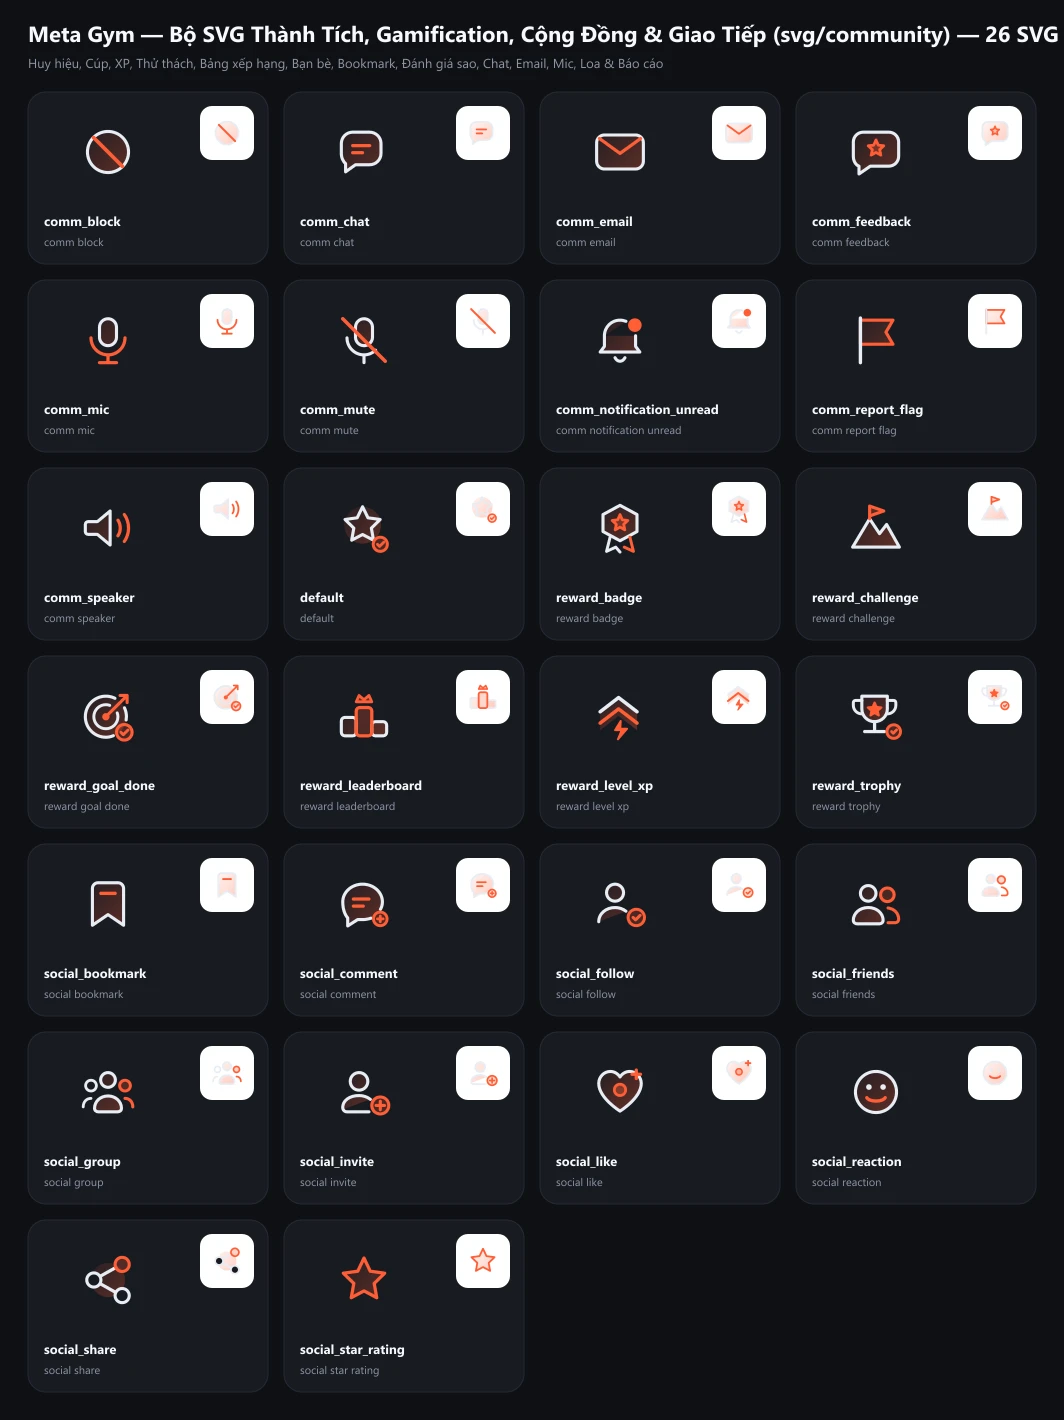 Meta Gym — Bộ SVG Thành Tích, Gamification, Cộng Đồng & Giao Tiếp (svg/community) — 26 SVG
Huy hiệu, Cúp, XP, Thử thách, Bảng xếp hạng, Bạn bè, Bookmark, Đánh giá sao, Chat, Email, Mic, Loa & Báo cáo
comm_block
comm block
comm_chat
comm chat
comm_email
comm email
comm_feedback
comm feedback
comm_mic
comm mic
comm_mute
comm mute
comm_notification_unread
comm notification unread
comm_report_flag
comm report flag
comm_speaker
comm speaker
default
default
reward_badge
reward badge
reward_challenge
reward challenge
reward_goal_done
reward goal done
reward_leaderboard
reward leaderboard
reward_level_xp
reward level xp
reward_trophy
reward trophy
social_bookmark
social bookmark
social_comment
social comment
social_follow
social follow
social_friends
social friends
social_group
social group
social_invite
social invite
social_like
social like
social_reaction
social reaction
social_share
social share
social_star_rating
social star rating